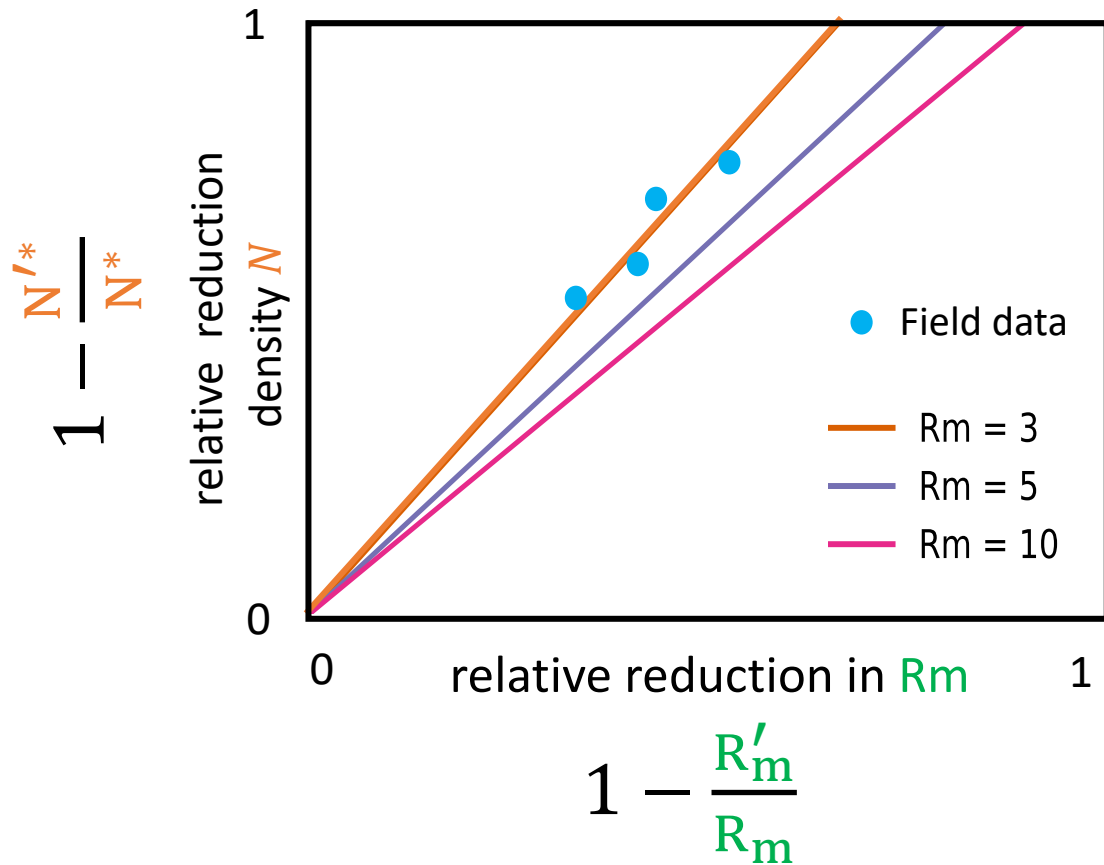 1
1 − N′* / N*
relative reduction
density N
Field data
Rm = 3
Rm = 5
Rm = 10
0
0
relative reduction in Rm
1
1 − R′m / Rm